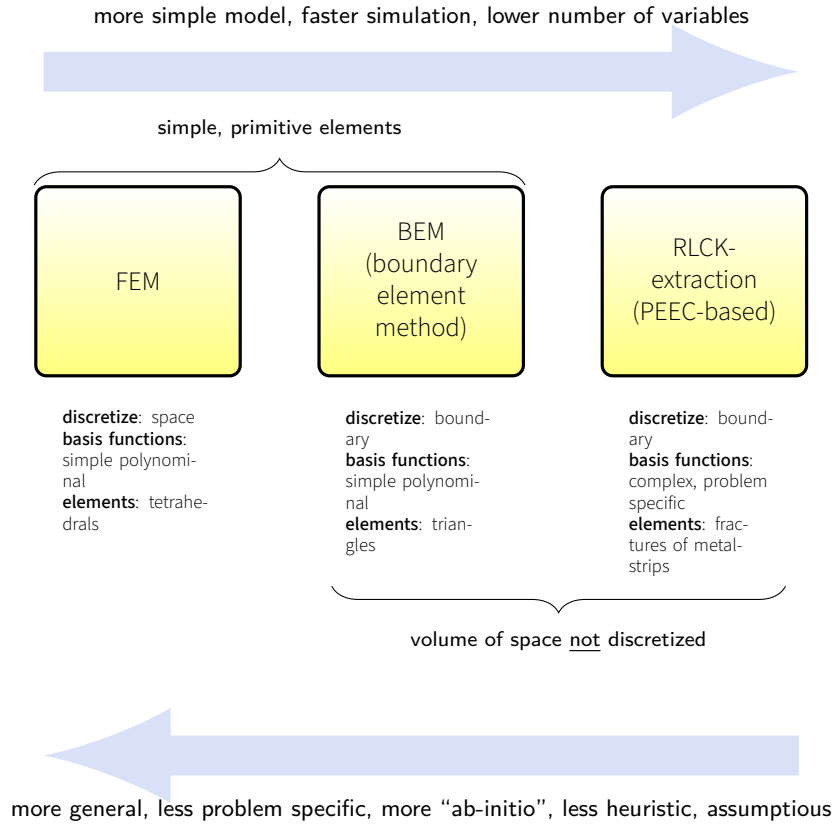 more simple model, faster simulation, lower number of variables
simple, primitive elements
FEM
BEM
(boundary
element
method)
RLCK-
extraction
(PEEC-based)
discretize: space
basis functions:
simple polynomi-
nal
elements: tetrahe-
drals
discretize: bound-
ary
basis functions:
simple polynomi-
nal
elements: trian-
gles
discretize: bound-
ary
basis functions:
complex, problem
specific
elements: frac-
tures of metal-
strips
volume of space not discretized
more general, less problem specific, more “ab-initio”, less heuristic, assumptious